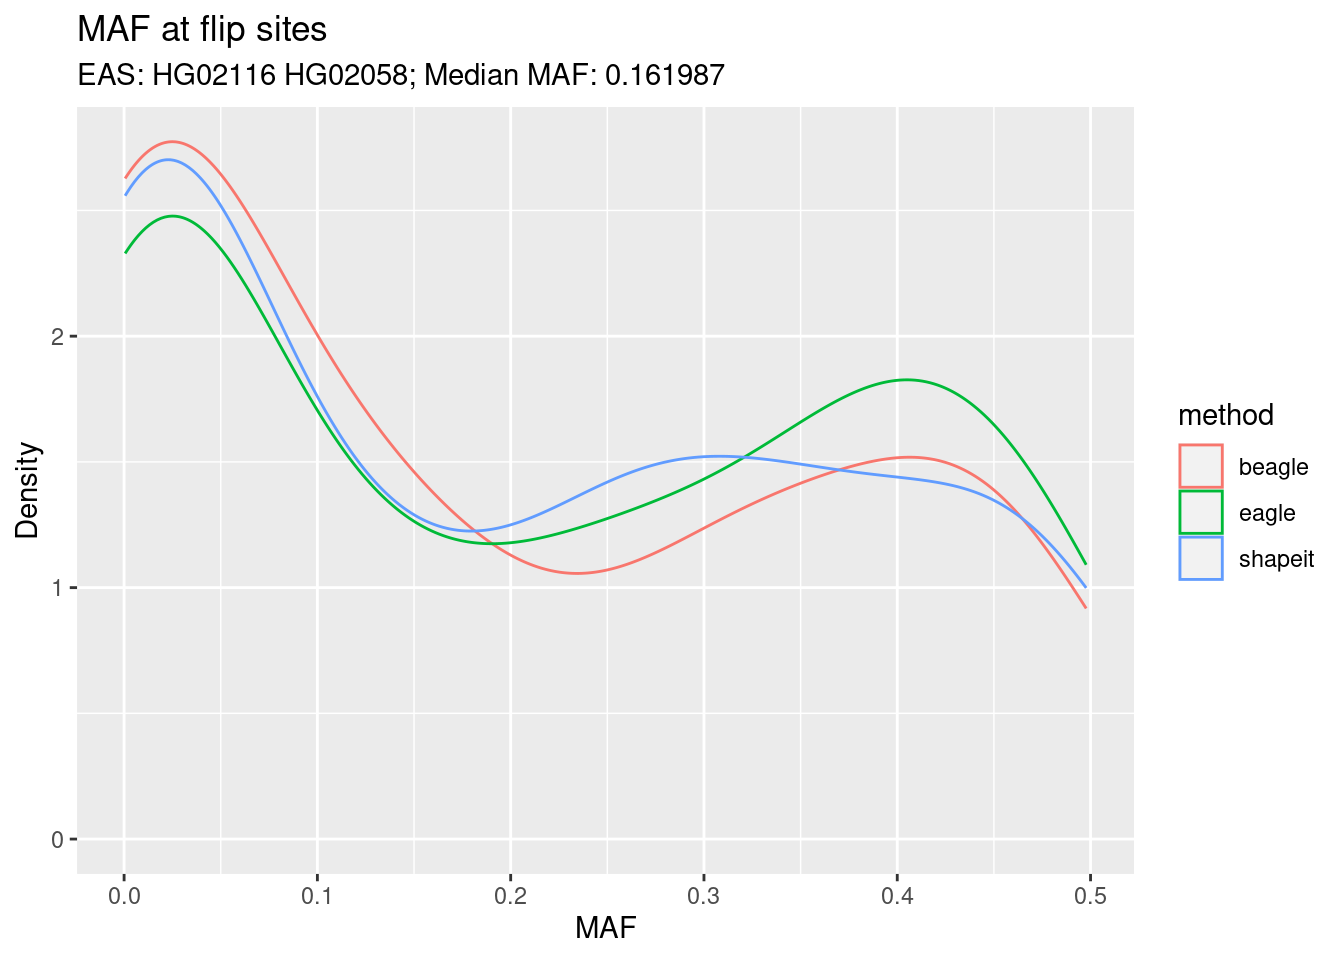 MAF at flip sites
EAS: HG02116 HG02058; Median MAF: 0.161987
Density
2
1
0
0.0 0.1 0.2 0.3 0.4 0.5
MAF
method
beagle
eagle
shapeit